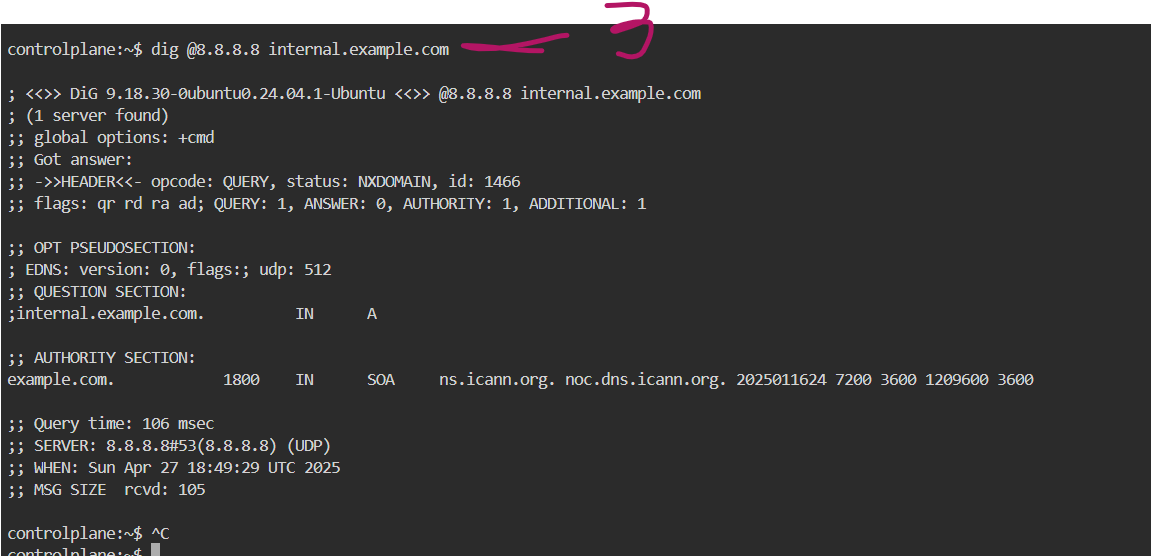 3
controlplane:~$ dig @8.8.8.8 internal.example.com
; <<>> DiG 9.18.30-0ubuntu0.24.04.1-Ubuntu <<>> @8.8.8.8 internal.example.com
; (1 server found)
;; global options: +cmd
;; Got answer:
;; ->>HEADER<<- opcode: QUERY, status: NXDOMAIN, id: 1466
;; flags: qr rd ra ad; QUERY: 1, ANSWER: 0, AUTHORITY: 1, ADDITIONAL: 1
;; OPT PSEUDOSECTION:
; EDNS: version: 0, flags:; udp: 512
;; QUESTION SECTION:
;internal.example.com. IN A
;; AUTHORITY SECTION:
example.com. 1800 IN SOA ns.icann.org. noc.dns.icann.org. 2025011624 7200 3600 1209600 3600
;; Query time: 106 msec
;; SERVER: 8.8.8.8#53(8.8.8.8) (UDP)
;; WHEN: Sun Apr 27 18:49:29 UTC 2025
;; MSG SIZE rcvd: 105
controlplane:~$ ^C
controlplane:~$